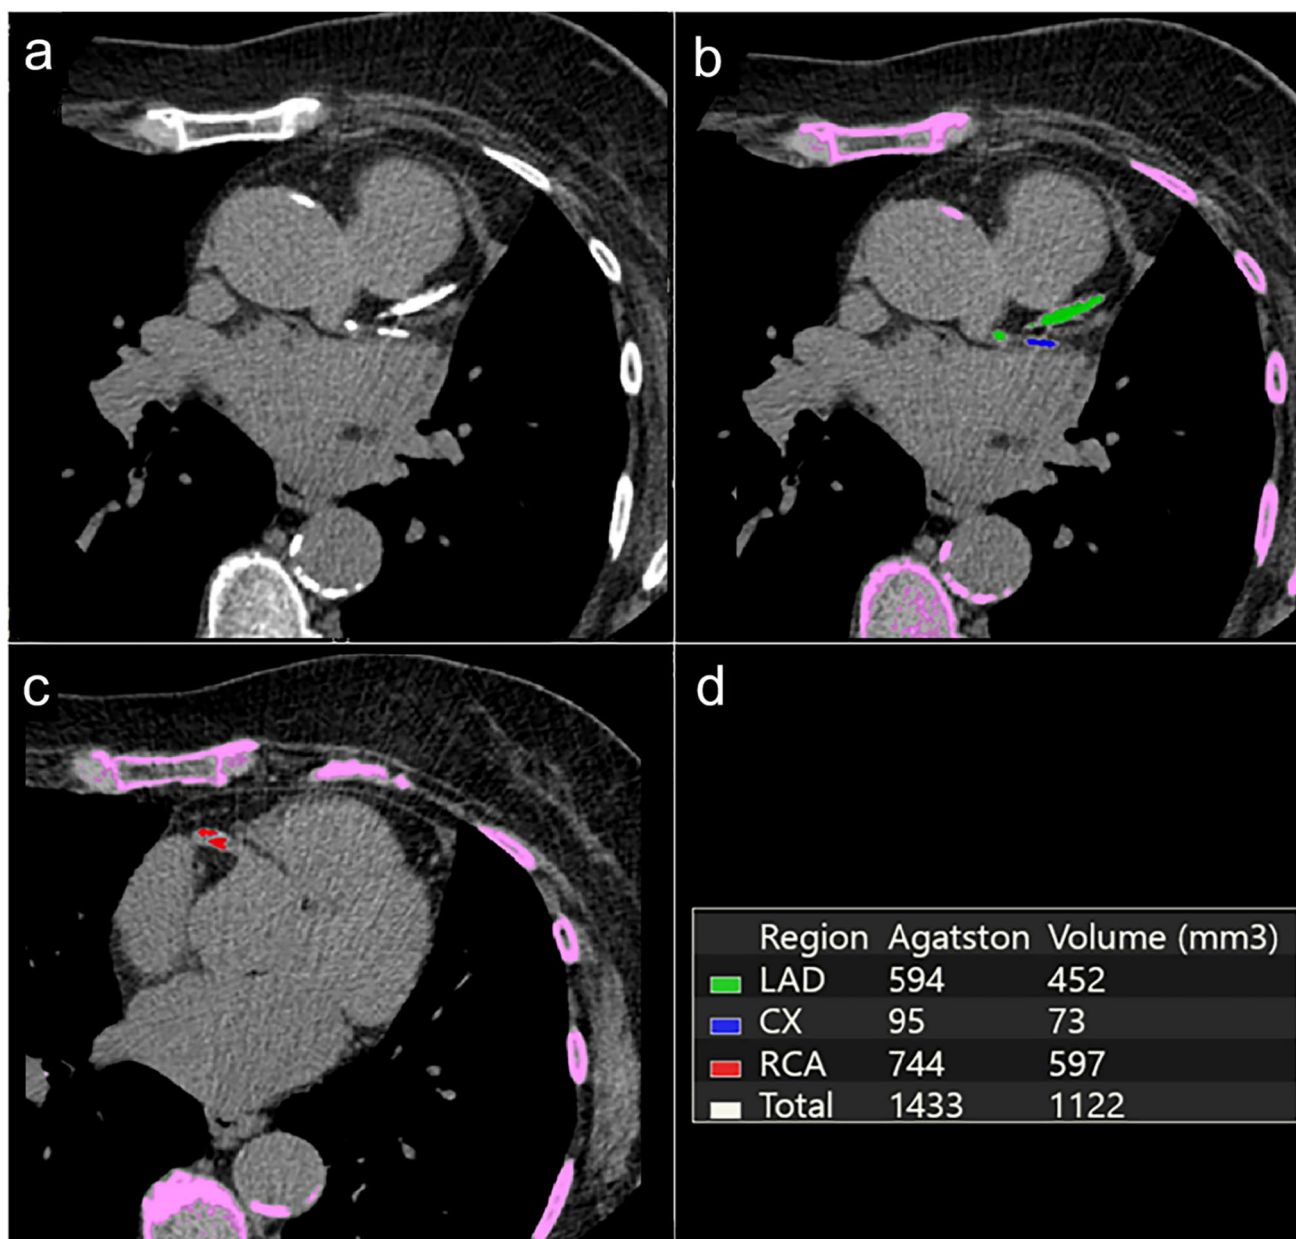 a
b
c
d
Region Agatston Volume (mm3)
LAD 594 452
CX 95 73
RCA 744 597
Total 1433 1122